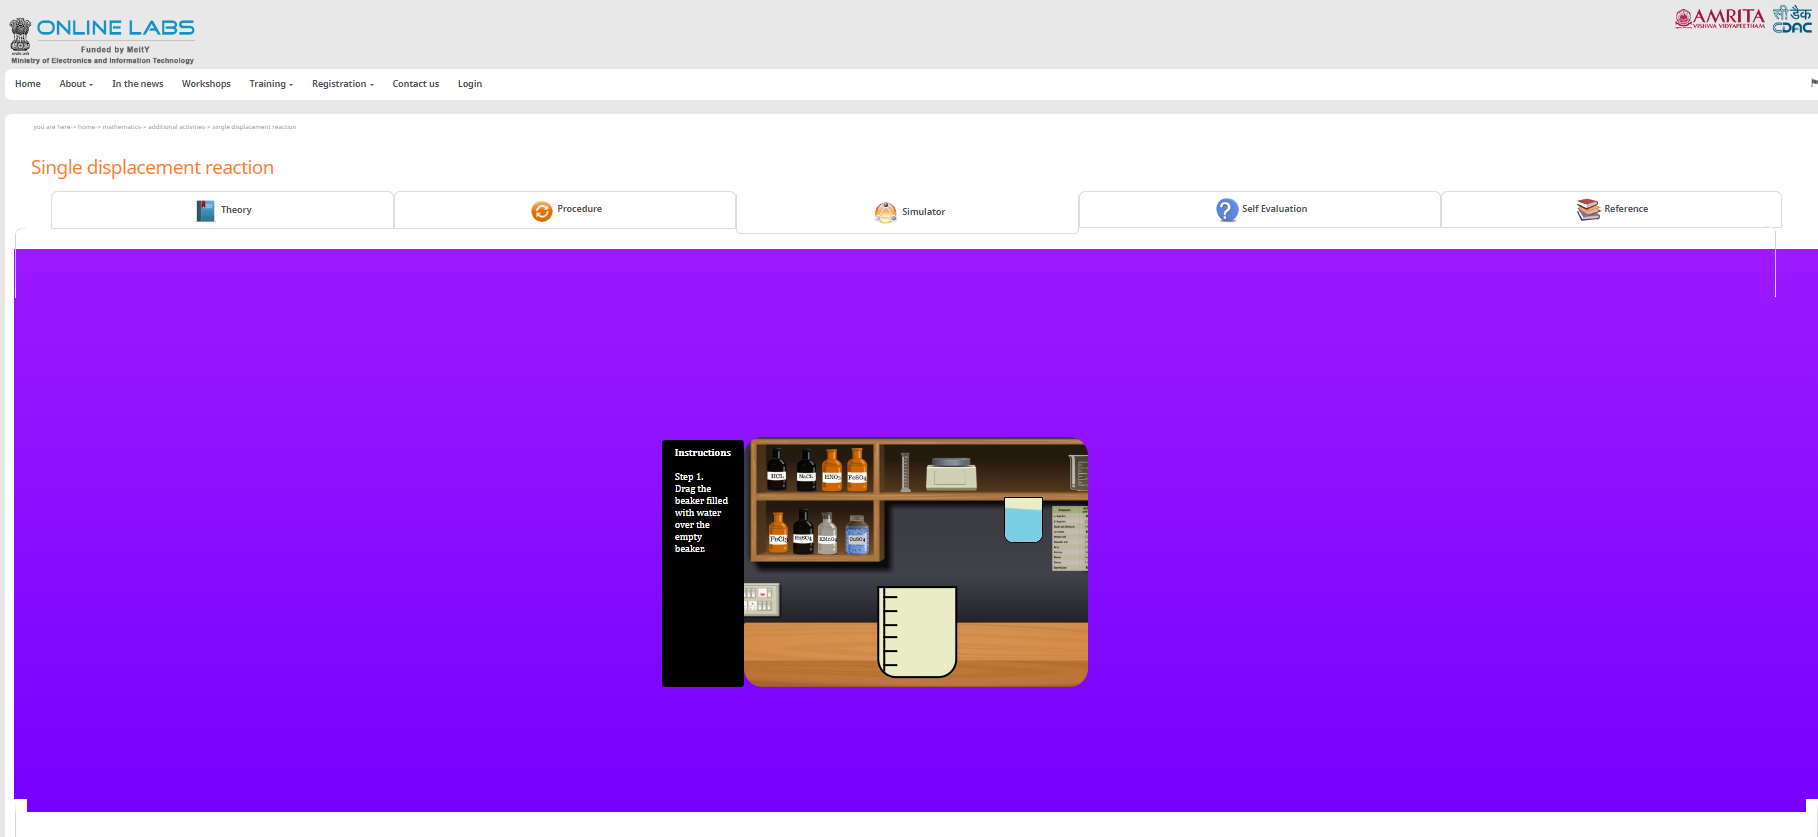 ONLINE LABS
Funded by MeitY
Ministry of Electronics and Information Technology
AMRITA
VISHWA VIDYAPEETHAM
सी डैक
CDAC
Home About In the news Workshops Training Registration Contact us Login
you are here-> home-> mathematics-> additional activities-> single displacement reaction
Single displacement reaction
Theory Procedure Simulator Self Evaluation Reference
Instructions
Step 1.
Drag the
beaker filled
with water
over the
empty
beaker.
HCL NaCL HNO3 FeSO4
FeCl3 H2SO4 KMnO4 CuSO4